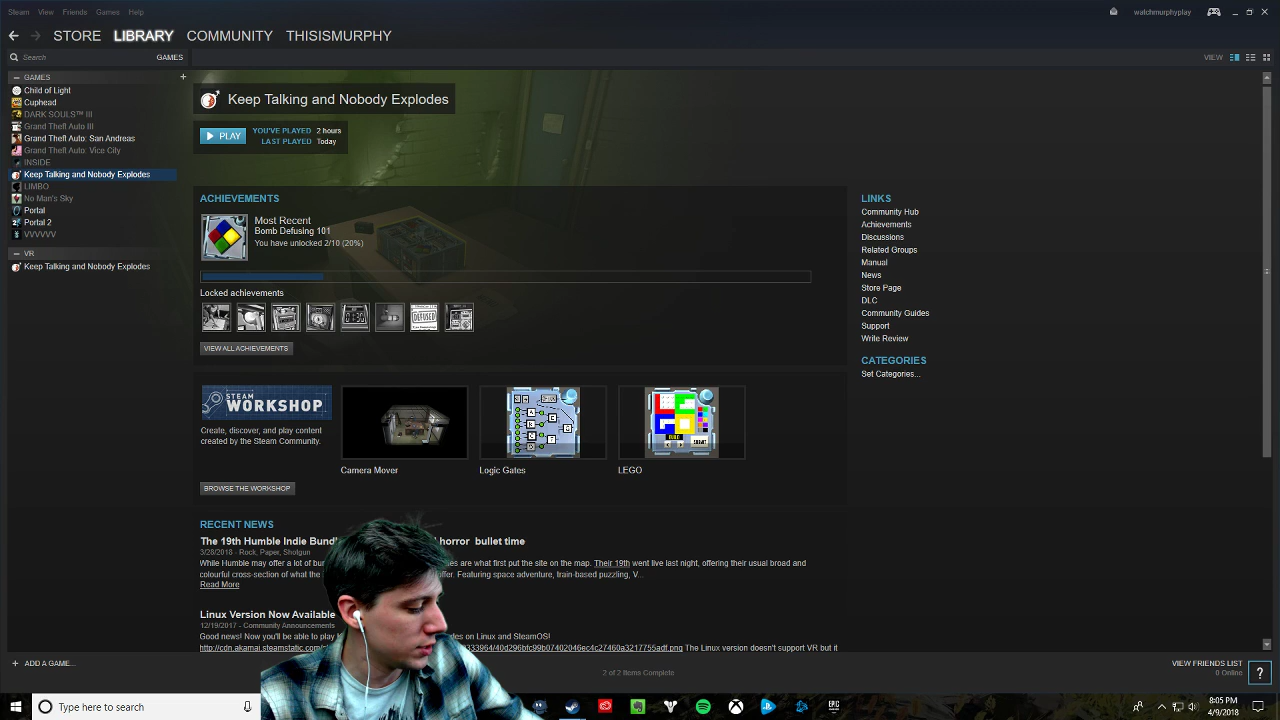 Steam View Friends Games Help
watchmurphyplay
STORE LIBRARY COMMUNITY THISISMURPHY
Search GAMES
VIEW
GAMES
Child of Light
Cuphead
DARK SOULS™ III
Grand Theft Auto III
Grand Theft Auto: San Andreas
Grand Theft Auto: Vice City
INSIDE
Keep Talking and Nobody Explodes
LIMBO
No Man's Sky
Portal
Portal 2
VVVVVV
VR
Keep Talking and Nobody Explodes
Keep Talking and Nobody Explodes
PLAY
YOU'VE PLAYED 2 hours
LAST PLAYED Today
ACHIEVEMENTS
Most Recent
Bomb Defusing 101
You have unlocked 2/10 (20%)
Locked achievements
DEFUSED
VIEW ALL ACHIEVEMENTS
LINKS
Community Hub
Achievements
Discussions
Related Groups
Manual
News
Store Page
DLC
Community Guides
Support
Write Review
CATEGORIES
Set Categories...
STEAM WORKSHOP
Create, discover, and play content
created by the Steam Community.
BROWSE THE WORKSHOP
Camera Mover
Logic Gates
SUBMIT
LEGO
RECENT NEWS
The 19th Humble Indie horror bullet time
3/28/2018 - Rock, Paper, Shotgun
While Humble may offer a lot of are what first put the site on the map. Their 19th went live last night, offering their usual broad and
colourful cross-section of what the offer. Featuring space adventure, train-based puzzling, V...
Read More
Linux Version Now Available
12/19/2017 - Community Announcements
Good news! Now you'll be able to play on Linux and SteamOS!
http://cdn.akamai.steamstatic.com/ 333964/40d296bfc99b07402046ec4c27460a3217755adf.png The Linux version doesn't support VR but it
ADD A GAME...
2 of 2 Items Complete
VIEW FRIENDS LIST
0 Online
?
Type here to search
EPIC
8:05 PM
4/9/2018